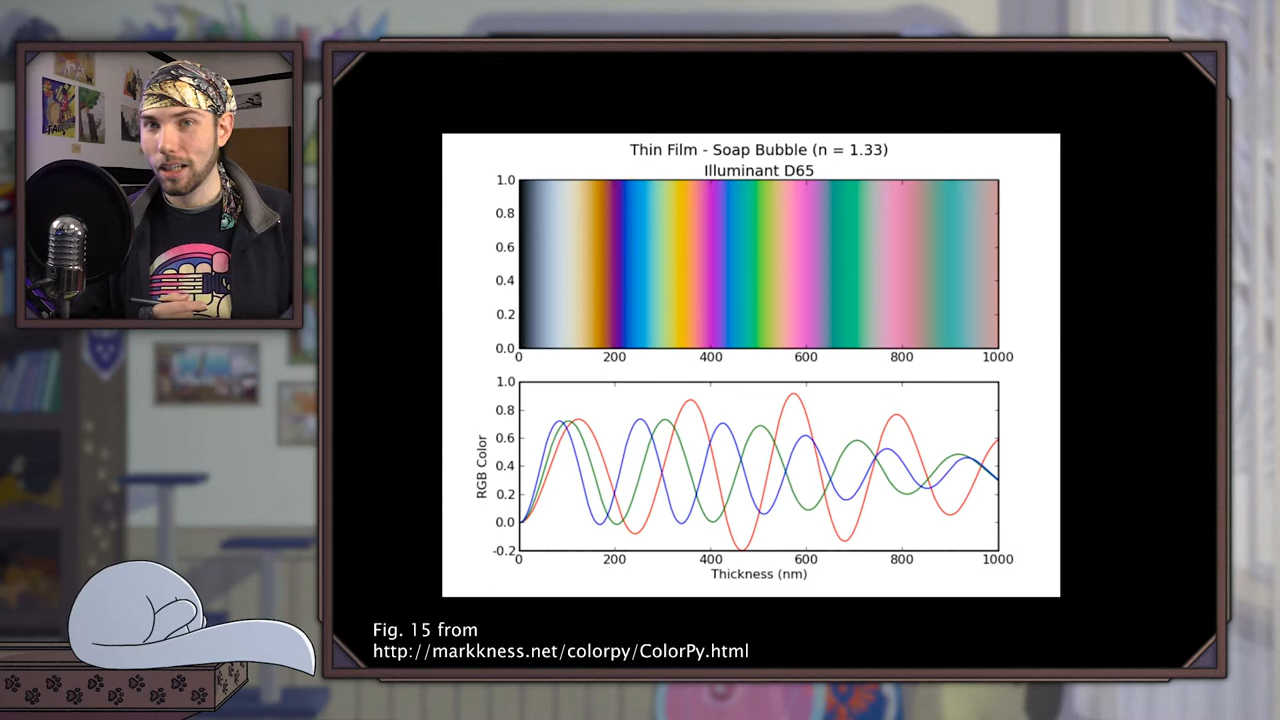 Thin Film - Soap Bubble (n = 1.33)
Illuminant D65
1.0
0.8
0.6
0.4
0.2
0.0
0 200 400 600 800 1000
1.0
0.8
0.6
0.4
0.2
0.0
-0.2
RGB Color
0 200 400 600 800 1000
Thickness (nm)
Fig. 15 from
http://markkness.net/colorpy/ColorPy.html